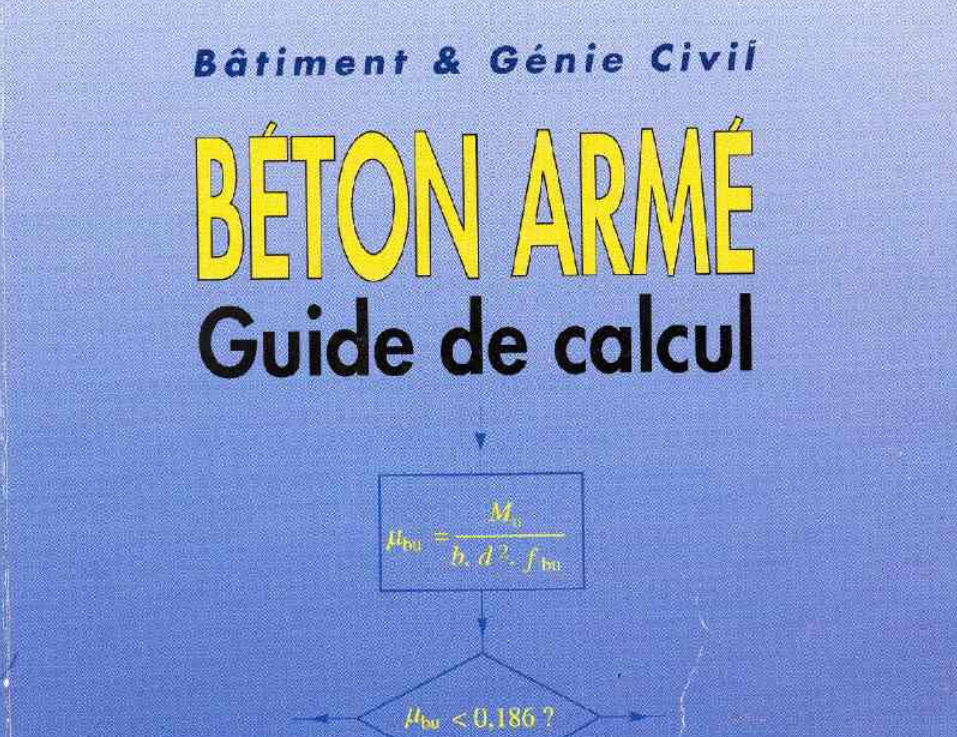 Bâtiment & Génie Civil
BÉTON ARMÉ
Guide de calcul
μbu = Mu / b. d². fbu
μbu < 0,186 ?